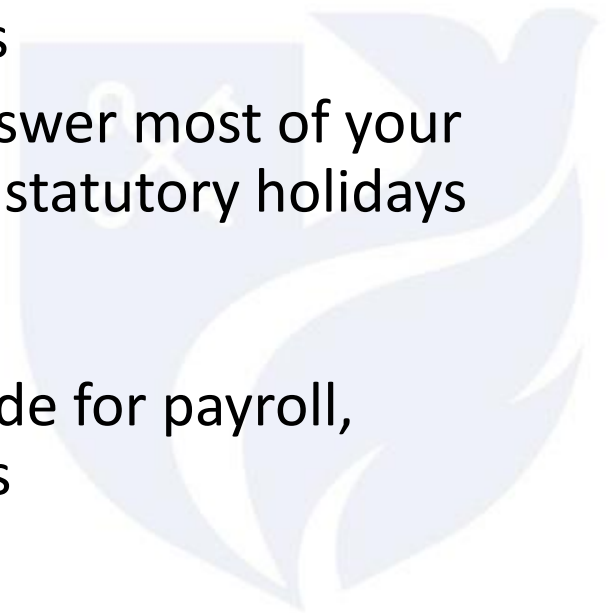 s
swer most of your
statutory holidays
de for payroll,
s